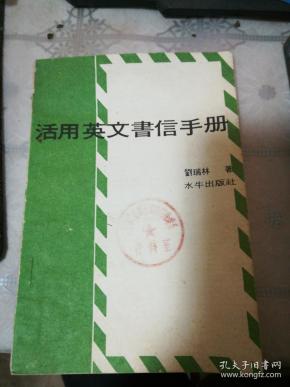 活用英文書信手册
劉瑞林 著
水牛出版社
孔夫子旧书网